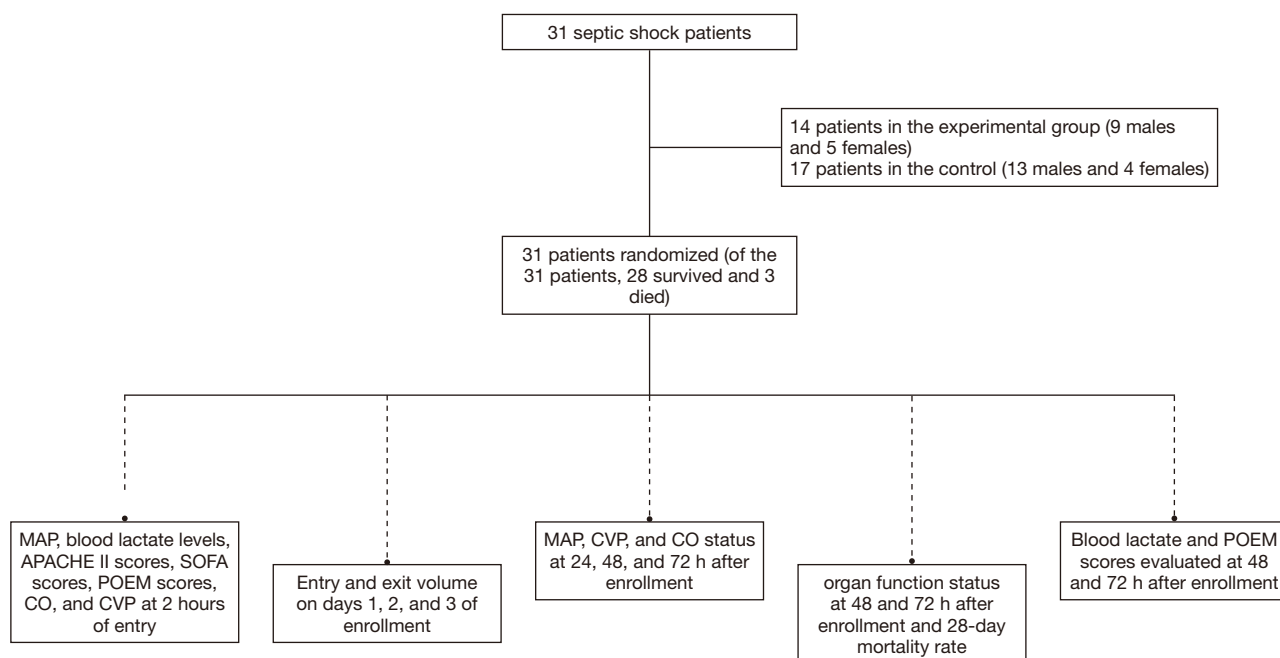 31 septic shock patients
14 patients in the experimental group (9 males
and 5 females)
17 patients in the control (13 males and 4 females)
31 patients randomized (of the
31 patients, 28 survived and 3
died)
MAP, blood lactate levels,
APACHE II scores, SOFA
scores, POEM scores,
CO, and CVP at 2 hours
of entry
Entry and exit volume
on days 1, 2, and 3 of
enrollment
MAP, CVP, and CO status
at 24, 48, and 72 h after
enrollment
organ function status
at 48 and 72 h after
enrollment and 28-day
mortality rate
Blood lactate and POEM
scores evaluated at 48
and 72 h after enrollment